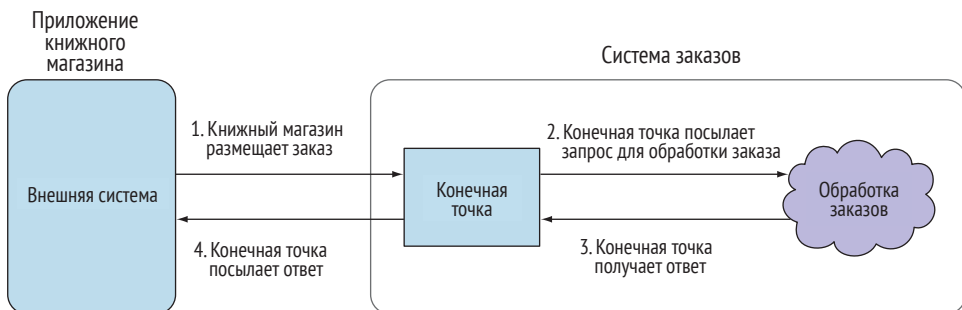 Приложение
книжного
магазина
Система заказов
1. Книжный магазин
размещает заказ
2. Конечная точка посылает
запрос для обработки заказа
Внешняя система
Конечная
точка
Обработка
заказов
4. Конечная точка
посылает ответ
3. Конечная точка
получает ответ